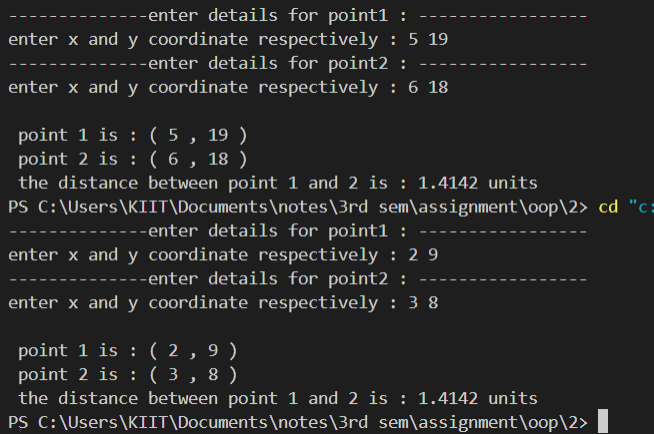 --------------enter details for point1 : -----------------
enter x and y coordinate respectively : 5 19
--------------enter details for point2 : -----------------
enter x and y coordinate respectively : 6 18
point 1 is : ( 5 , 19 )
point 2 is : ( 6 , 18 )
the distance between point 1 and 2 is : 1.4142 units
PS C:\Users\KIIT\Documents\notes\3rd sem\assignment\oop\2> cd "c:
--------------enter details for point1 : -----------------
enter x and y coordinate respectively : 2 9
--------------enter details for point2 : -----------------
enter x and y coordinate respectively : 3 8
point 1 is : ( 2 , 9 )
point 2 is : ( 3 , 8 )
the distance between point 1 and 2 is : 1.4142 units
PS C:\Users\KIIT\Documents\notes\3rd sem\assignment\oop\2>